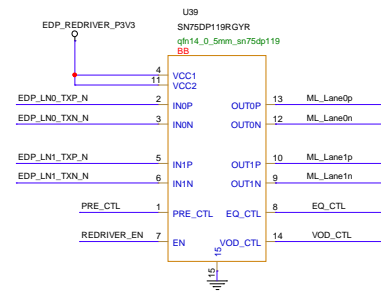 U39
EDP_REDRIVER_P3V3
SN75DP119RGYR
qfn14_0_5mm_sn75dp119
BB
4 VCC1
11 VCC2
EDP_LN0_TXP_N 2 IN0P OUT0P 13 ML_Lane0p
EDP_LN0_TXN_N 3 IN0N OUT0N 12 ML_Lane0n
EDP_LN1_TXP_N 5 IN1P OUT1P 10 ML_Lane1p
EDP_LN1_TXN_N 6 IN1N OUT1N 9 ML_Lane1n
PRE_CTL 1 PRE_CTL EQ_CTL 8 EQ_CTL
REDRIVER_EN 7 EN VOD_CTL 14 VOD_CTL
15
15